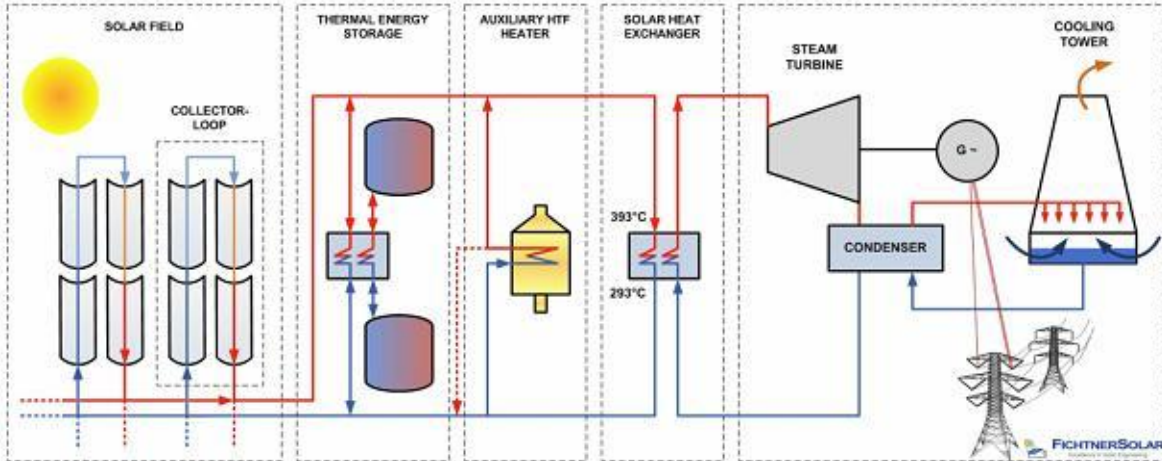 SOLAR FIELD
THERMAL ENERGY
STORAGE
AUXILIARY HTF
HEATER
SOLAR HEAT
EXCHANGER
STEAM
TURBINE
COOLING
TOWER
COLLECTOR-
LOOP
G ~
393°C
CONDENSER
293°C
FICHTNERSOLAR